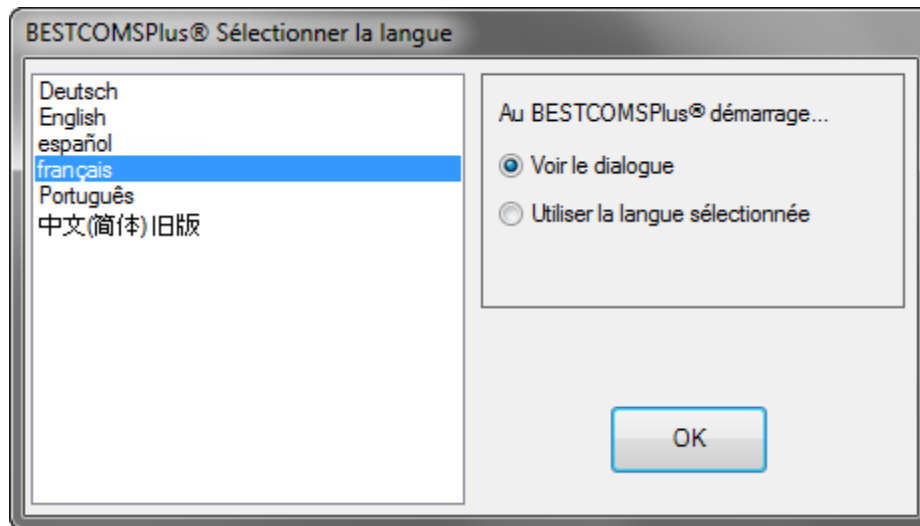 BESTCOMSPlus® Sélectionner la langue
Deutsch
English
español
français
Português
中文(简体) 旧版
Au BESTCOMSPlus® démarrage...
Voir le dialogue
Utiliser la langue sélectionnée
OK